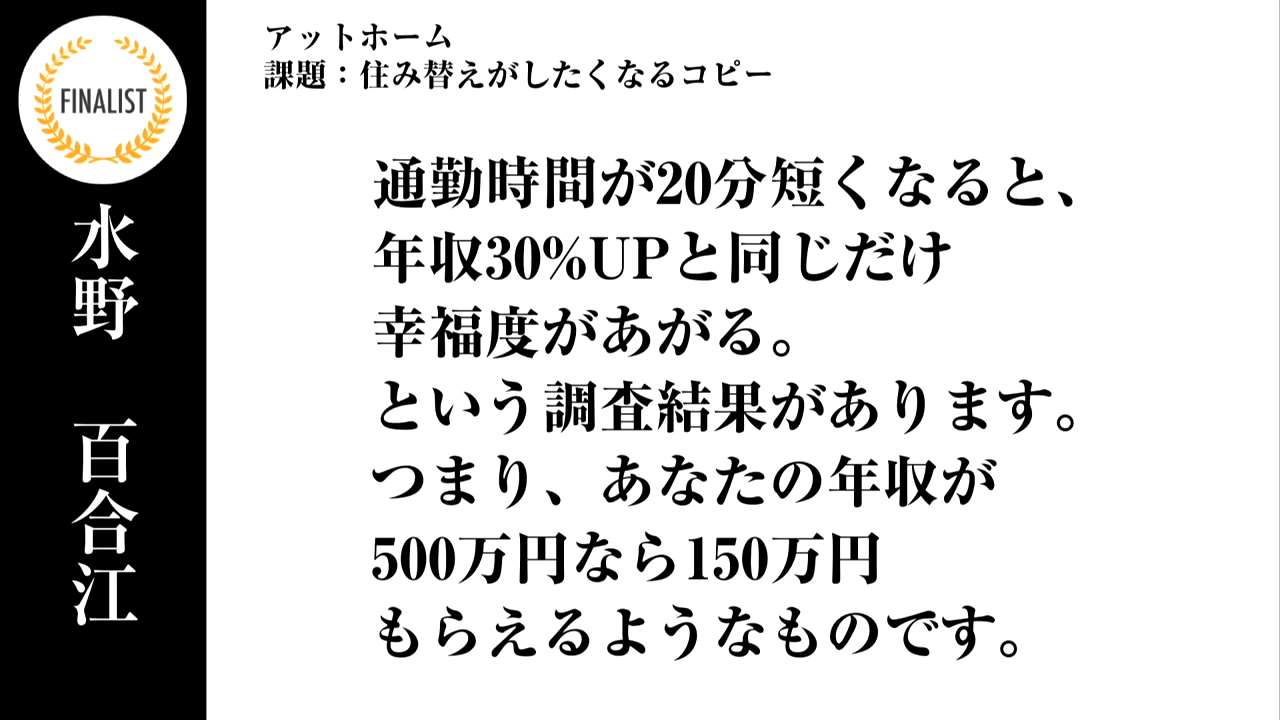 FINALIST
水野 百合江
アットホーム
課題：住み替えがしたくなるコピー
通勤時間が20分短くなると、
年収30%UPと同じだけ
幸福度があがる。
という調査結果があります。
つまり、あなたの年収が
500万円なら150万円
もらえるようなものです。